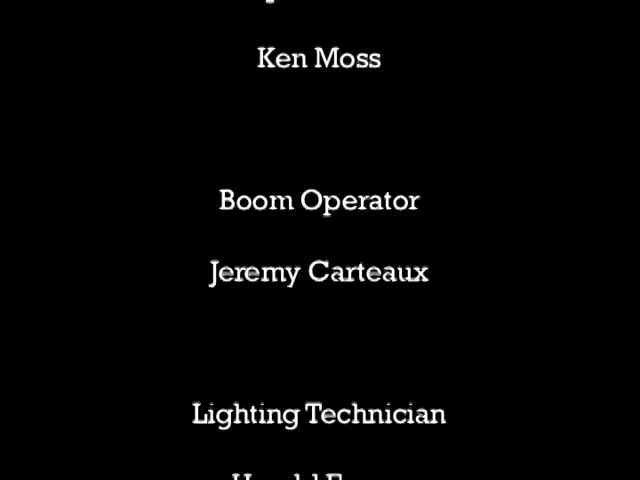 Ken Moss
Boom Operator
Jeremy Carteaux
Lighting Technician